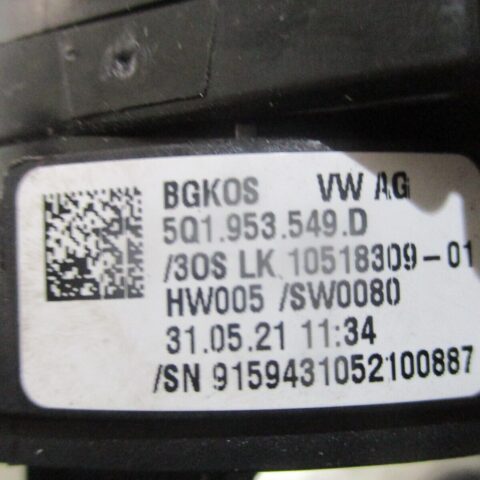 BGKOS VW AG
5Q1.953.549.D
/3OS LK 10518309-01
HW005 /SW0080
31.05.21 11:34
/SN 9159431052100887